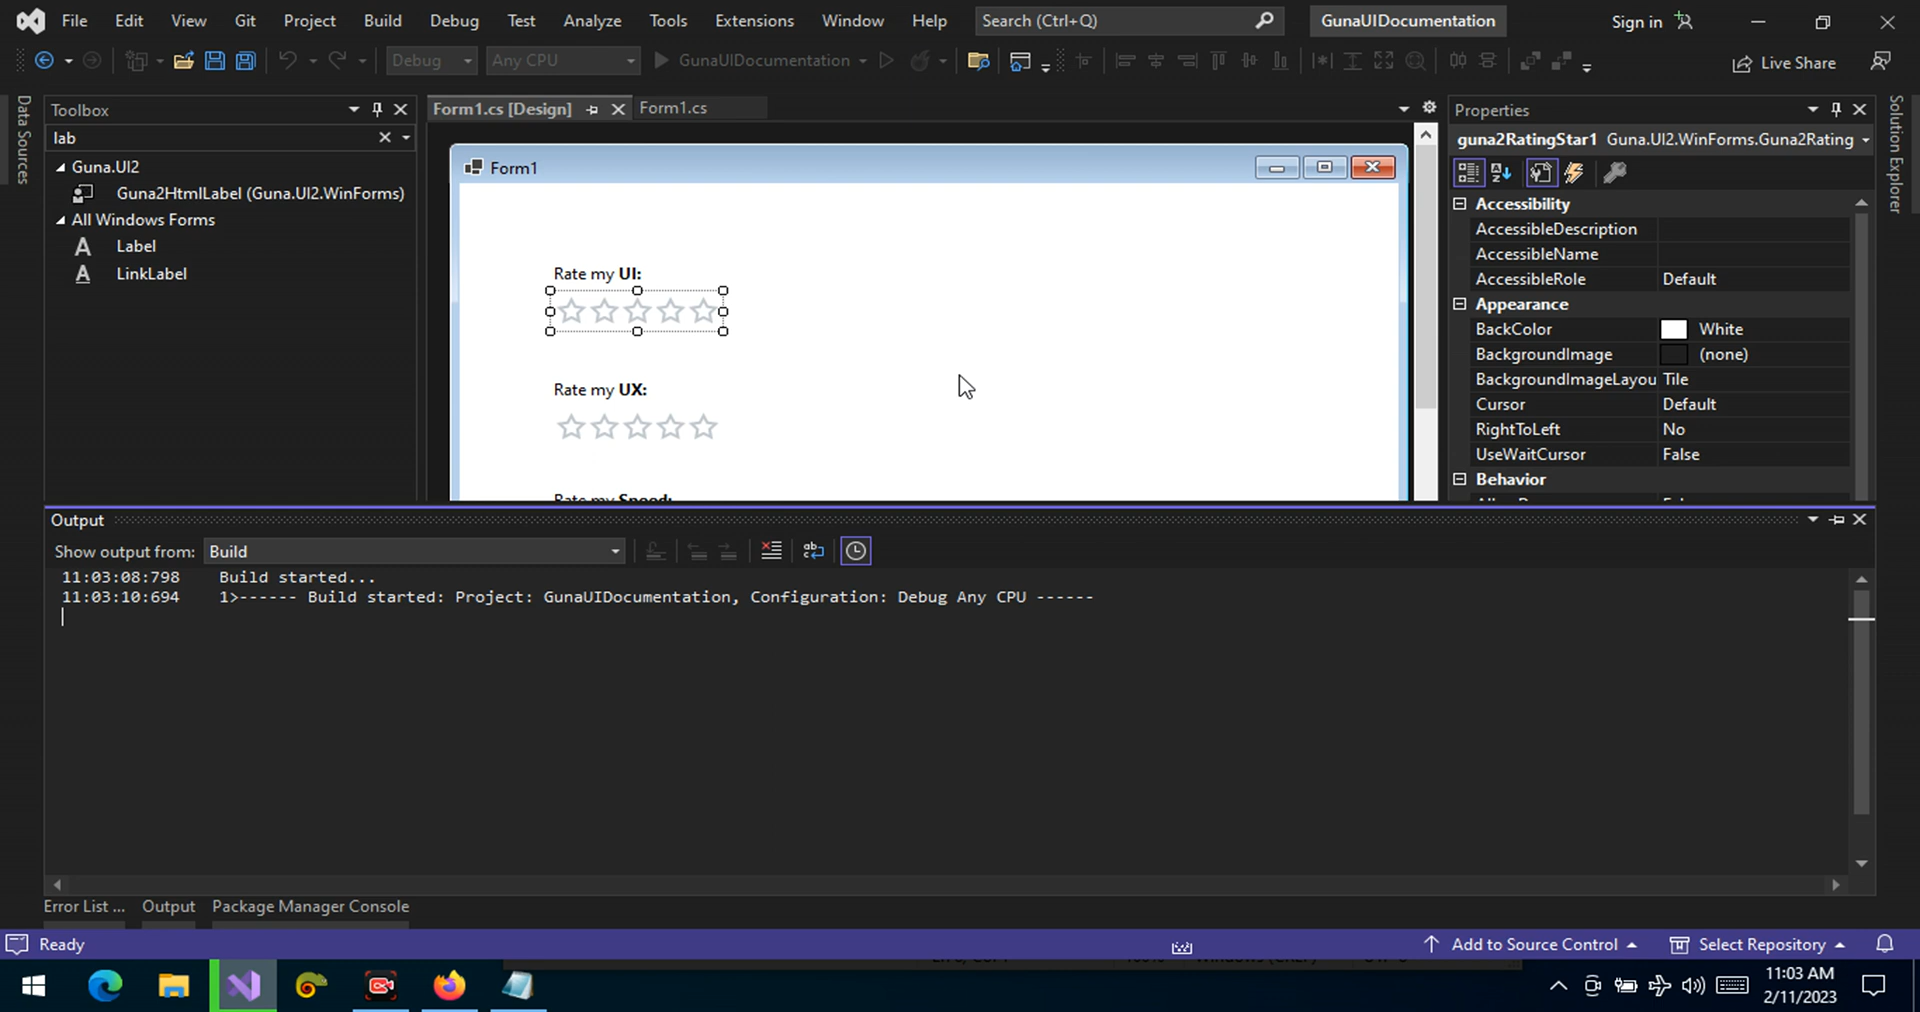 File Edit View Git Project Build Debug Test Analyze Tools Extensions Window Help Search (Ctrl+Q) GunaUIDocumentation Sign in
Debug Any CPU GunaUIDocumentation Live Share
Data Sources
Toolbox
lab
Guna.UI2
Guna2HtmlLabel (Guna.UI2.WinForms)
All Windows Forms
A Label
A LinkLabel
Form1.cs [Design] Form1.cs
Form1
Rate my UI:
Rate my UX:
Rate my Speed:
Properties
guna2RatingStar1 Guna.UI2.WinForms.Guna2Rating
Accessibility
AccessibleDescription
AccessibleName
AccessibleRole Default
Appearance
BackColor White
BackgroundImage (none)
BackgroundImageLayou Tile
Cursor Default
RightToLeft No
UseWaitCursor False
Behavior
Solution Explorer
Output
Show output from: Build
11:03:08:798 Build started...
11:03:10:694 1>------ Build started: Project: GunaUIDocumentation, Configuration: Debug Any CPU ------
Error List ... Output Package Manager Console
Ready Add to Source Control Select Repository
11:03 AM
2/11/2023